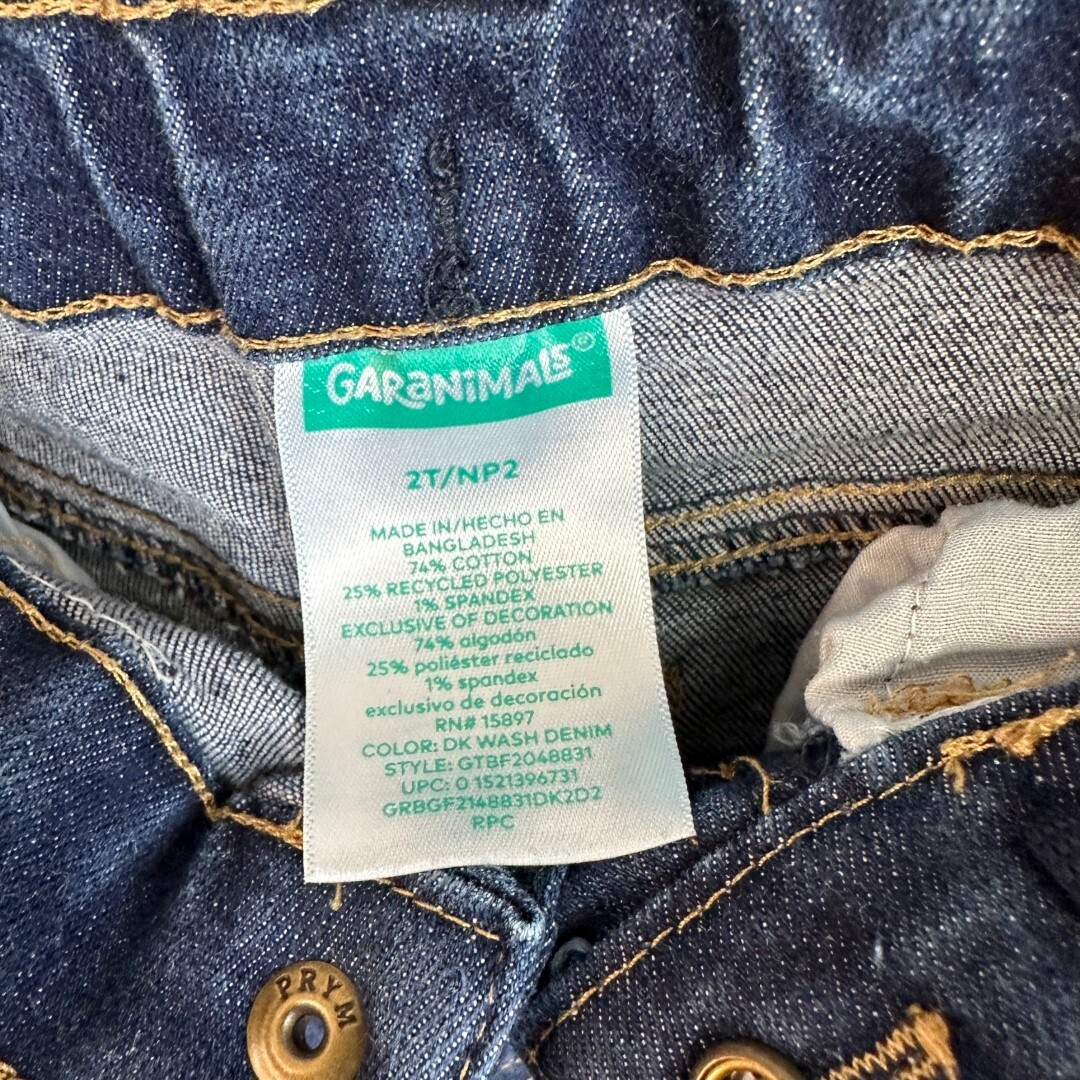 GARaNiMALS®
2T/NP2
MADE IN/HECHO EN
BANGLADESH
74% COTTON
25% RECYCLED POLYESTER
1% SPANDEX
EXCLUSIVE OF DECORATION
74% algodón
25% poliéster reciclado
1% spandex
exclusivo de decoración
RN# 15897
COLOR: DK WASH DENIM
STYLE: GTBF2048831
UPC: 0 1521396731
GRBGF2148831DK2D2
RPC
PRYM